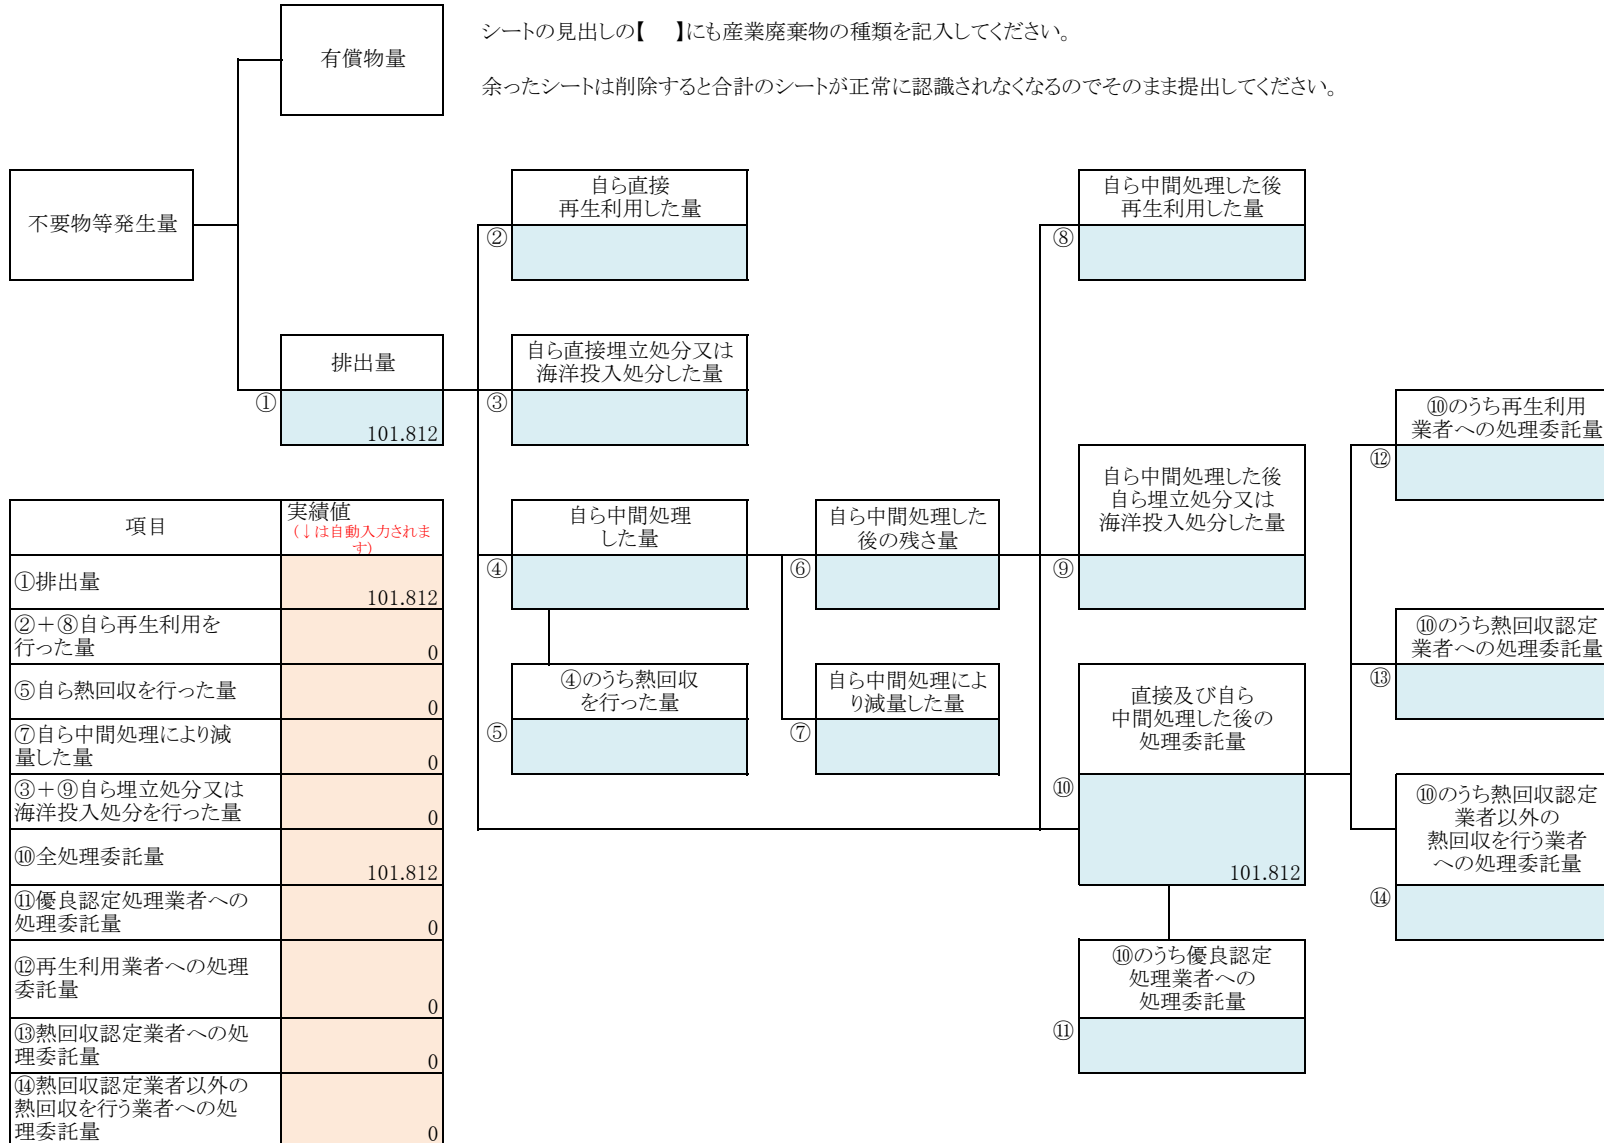 シートの見出しの【　】にも産業廃棄物の種類を記入してください。
余ったシートは削除すると合計のシートが正常に認識されなくなるのでそのまま提出してください。
有償物量
不要物等発生量
自ら直接
再生利用した量
②
自ら中間処理した後
再生利用した量
⑧
排出量
①
101.812
自ら直接埋立処分又は
海洋投入処分した量
③
⑩のうち再生利用
業者への処理委託量
⑫
自ら中間処理した後
自ら埋立処分又は
海洋投入処分した量
⑨
自ら中間処理
した量
④
自ら中間処理した
後の残さ量
⑥
⑩のうち熱回収認定
業者への処理委託量
⑬
④のうち熱回収
を行った量
⑤
自ら中間処理によ
り減量した量
⑦
直接及び自ら
中間処理した後の
処理委託量
⑩
101.812
⑩のうち熱回収認定
業者以外の
熱回収を行う業者
への処理委託量
⑭
⑩のうち優良認定
処理業者への
処理委託量
⑪
項目
実績値
(↓は自動入力されま
す)
①排出量
101.812
②＋⑧自ら再生利用を
行った量
0
⑤自ら熱回収を行った量
0
⑦自ら中間処理により減
量した量
0
③＋⑨自ら埋立処分又は
海洋投入処分を行った量
0
⑩全処理委託量
101.812
⑪優良認定処理業者への
処理委託量
0
⑫再生利用業者への処理
委託量
0
⑬熱回収認定業者への処
理委託量
0
⑭熱回収認定業者以外の
熱回収を行う業者への処
理委託量
0